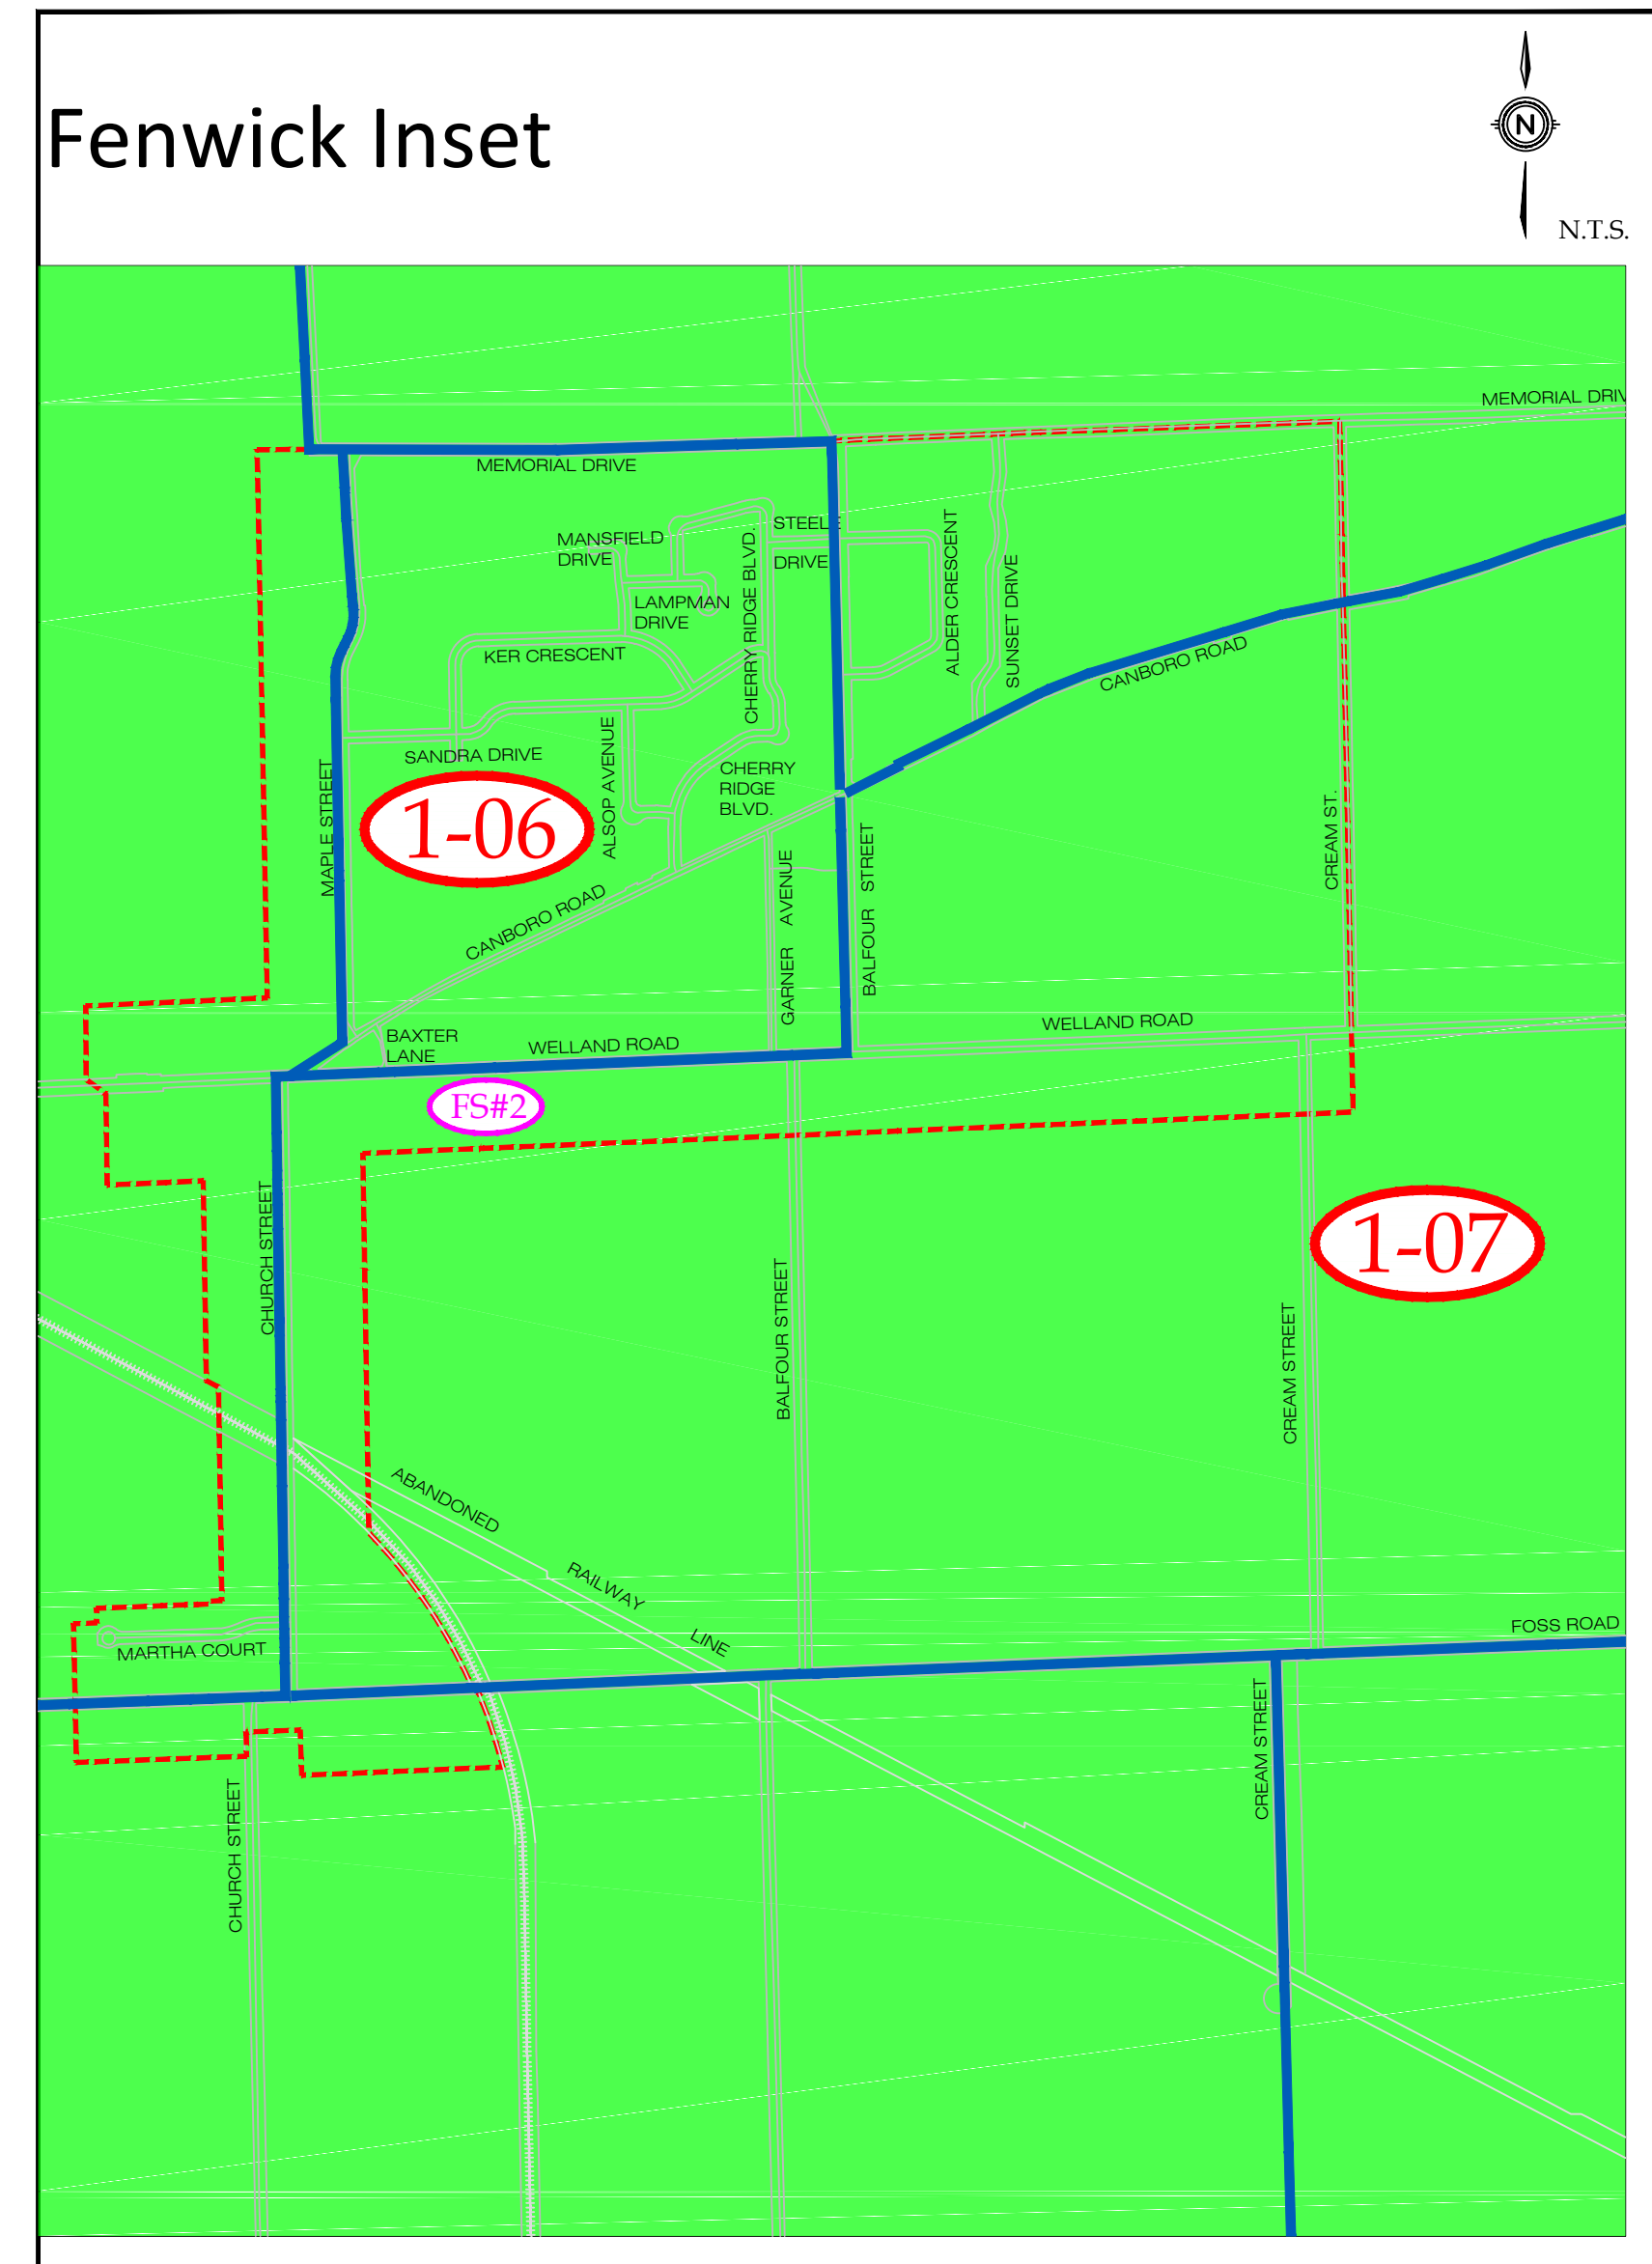 Fenwick Inset
N
N.T.S.
MEMORIAL DRIV
MEMORIAL DRIVE
STEELE
DRIVE
MANSFIELD
DRIVE
CHERRY RIDGE BLVD.
ALDER CRESCENT
SUNSET DRIVE
LAMPMAN
DRIVE
KER CRESCENT
CANBORO ROAD
SANDRA DRIVE
ALSOP AVENUE
CHERRY
RIDGE
BLVD.
MAPLE STREET
1-06
CREAM ST.
BALFOUR STREET
GARNER AVENUE
CANBORO ROAD
BAXTER
LANE
WELLAND ROAD
WELLAND ROAD
FS#2
CHURCH STREET
1-07
BALFOUR STREET
CREAM STREET
ABANDONED
RAILWAY
LINE
FOSS ROAD
MARTHA COURT
CREAM STREET
CHURCH STREET